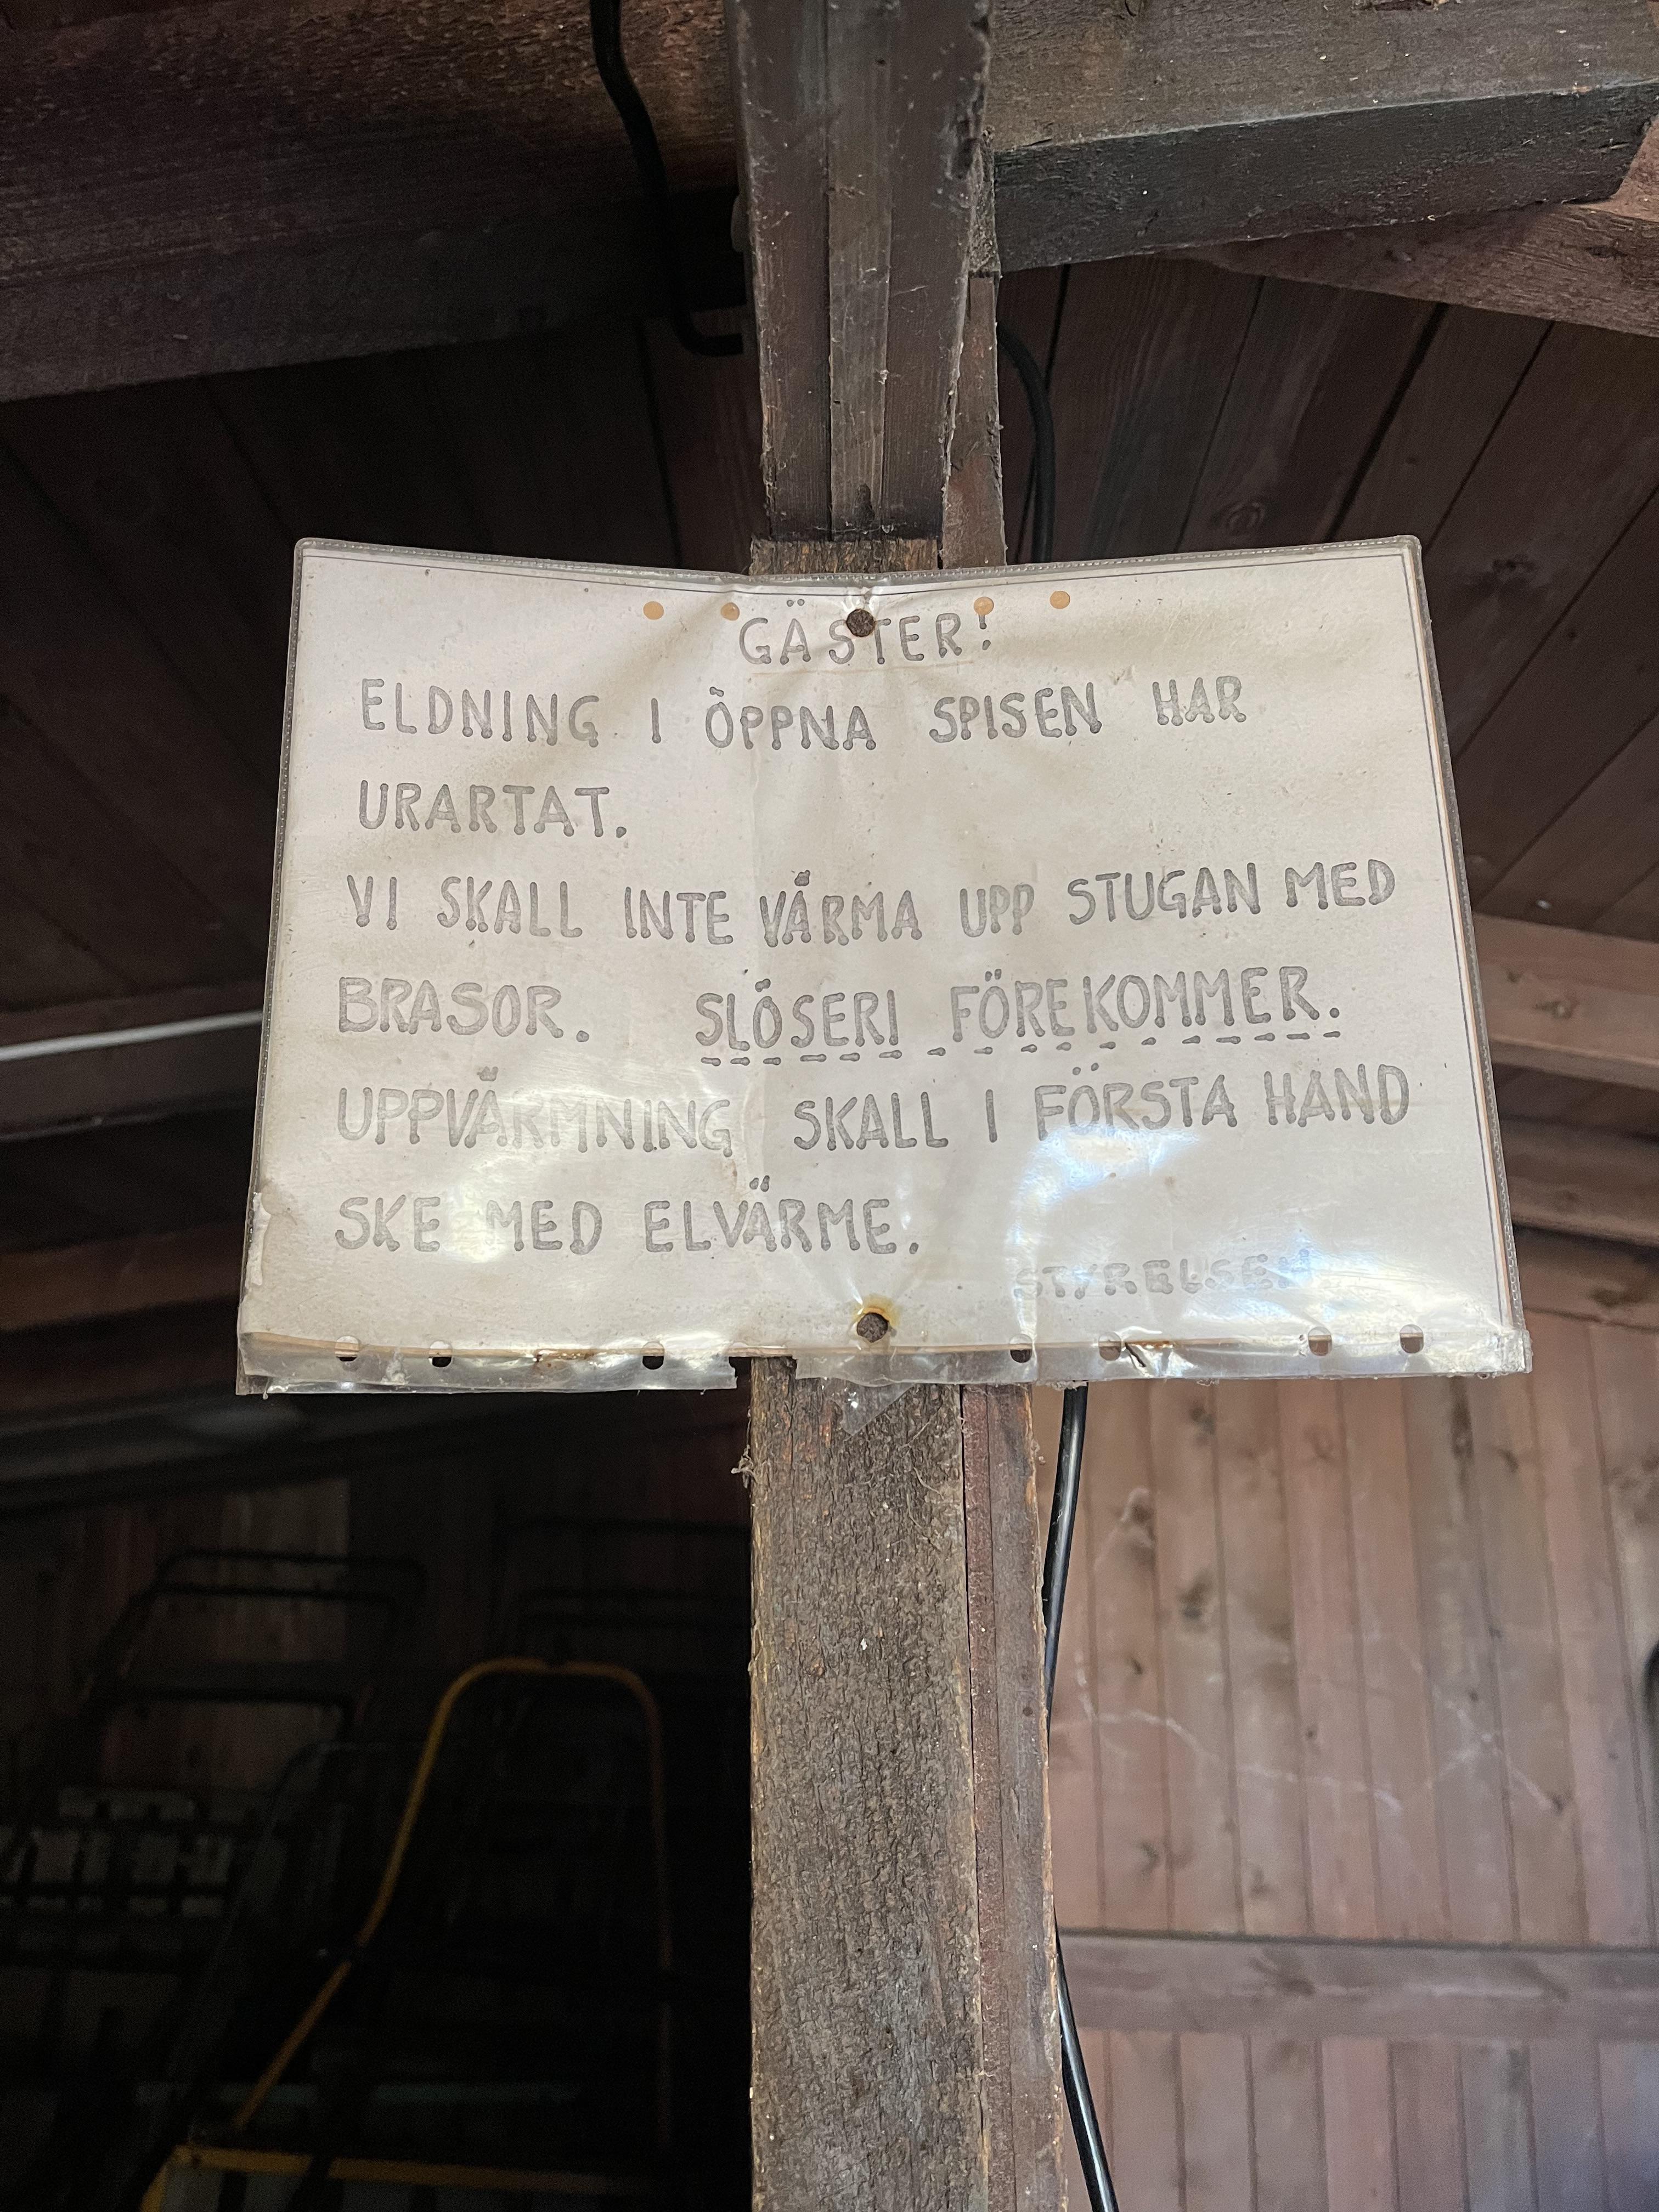 GÄSTER!
ELDNING I ÖPPNA SPISEN HAR
URARTAT.
VI SKALL INTE VÄRMA UPP STUGAN MED
BRASOR. SLÖSERI FÖREKOMMER.
UPPVÄRMNING SKALL I FÖRSTA HAND
SKE MED ELVÄRME.
STYRELSEN